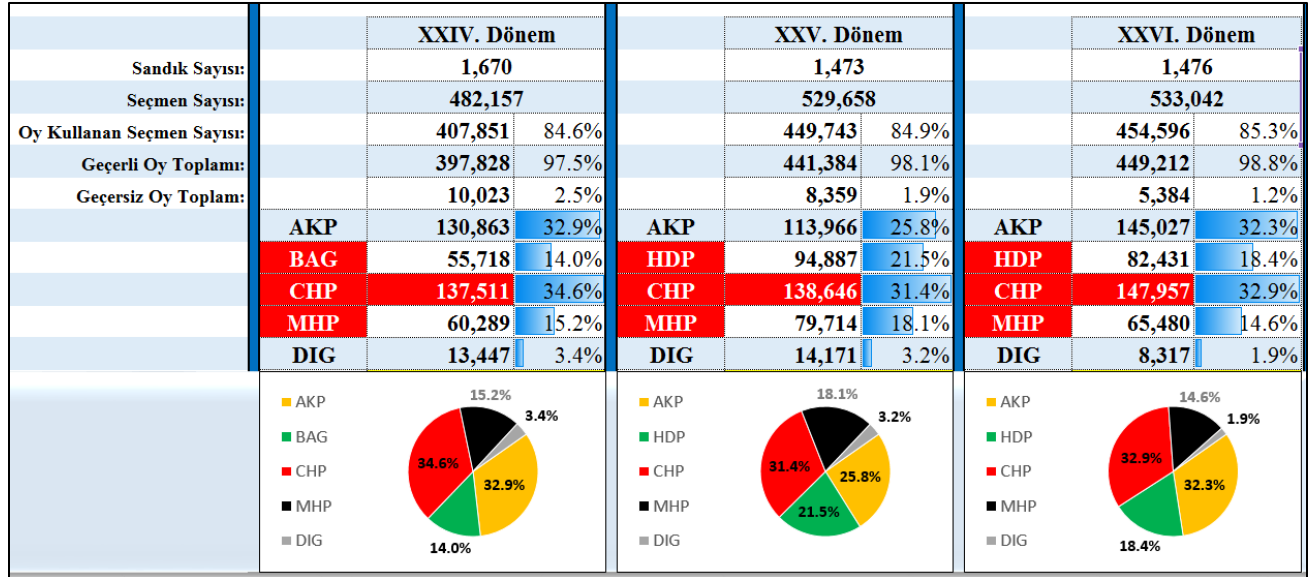 XXIV. Dönem XXV. Dönem XXVI. Dönem
Sandık Sayısı: 1,670 1,473 1,476
Seçmen Sayısı: 482,157 529,658 533,042
Oy Kullanan Seçmen Sayısı: 407,851 84.6% 449,743 84.9% 454,596 85.3%
Geçerli Oy Toplamı: 397,828 97.5% 441,384 98.1% 449,212 98.8%
Geçersiz Oy Toplam: 10,023 2.5% 8,359 1.9% 5,384 1.2%
AKP 130,863 32.9% AKP 113,966 25.8% AKP 145,027 32.3%
BAG 55,718 14.0% HDP 94,887 21.5% HDP 82,431 18.4%
CHP 137,511 34.6% CHP 138,646 31.4% CHP 147,957 32.9%
MHP 60,289 15.2% MHP 79,714 18.1% MHP 65,480 14.6%
DIG 13,447 3.4% DIG 14,171 3.2% DIG 8,317 1.9%
AKP
BAG
CHP
MHP
DIG
15.2%
3.4%
34.6%
32.9%
14.0%
AKP
HDP
CHP
MHP
DIG
18.1%
3.2%
31.4%
25.8%
21.5%
AKP
HDP
CHP
MHP
DIG
14.6%
1.9%
32.9%
32.3%
18.4%